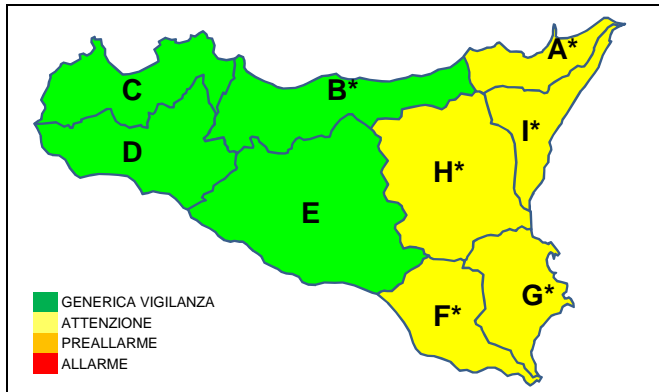 A*
C
B*
I*
D
H*
E
G*
F*
GENERICA VIGILANZA
ATTENZIONE
PREALLARME
ALLARME